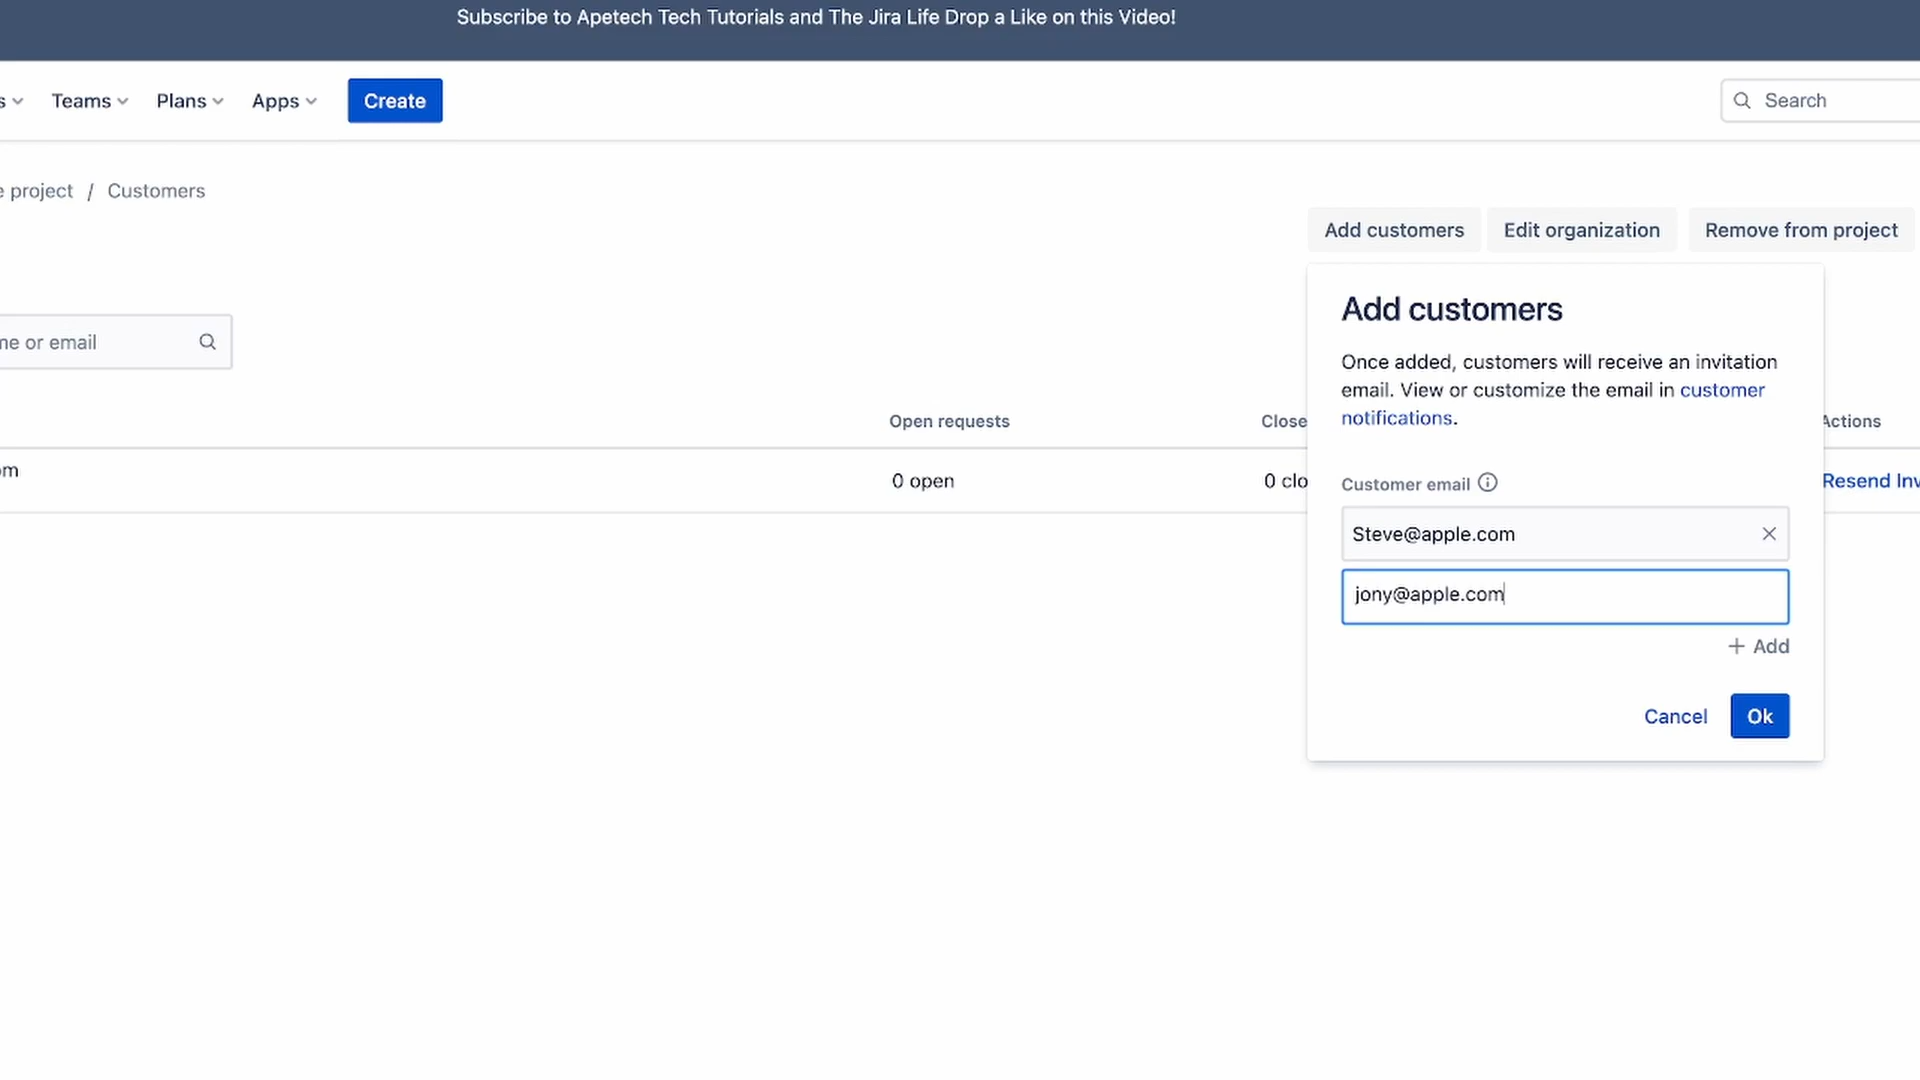 Subscribe to Apetech Tech Tutorials and The Jira Life Drop a Like on this Video!
s Teams Plans Apps Create Search
e project / Customers
Add customers Edit organization Remove from project
Add customers
me or email
Once added, customers will receive an invitation
email. View or customize the email in customer
notifications.
Open requests Close Actions
om
0 open 0 clo Resend Inv
Customer email
Steve@apple.com
jony@apple.com
+ Add
Cancel Ok